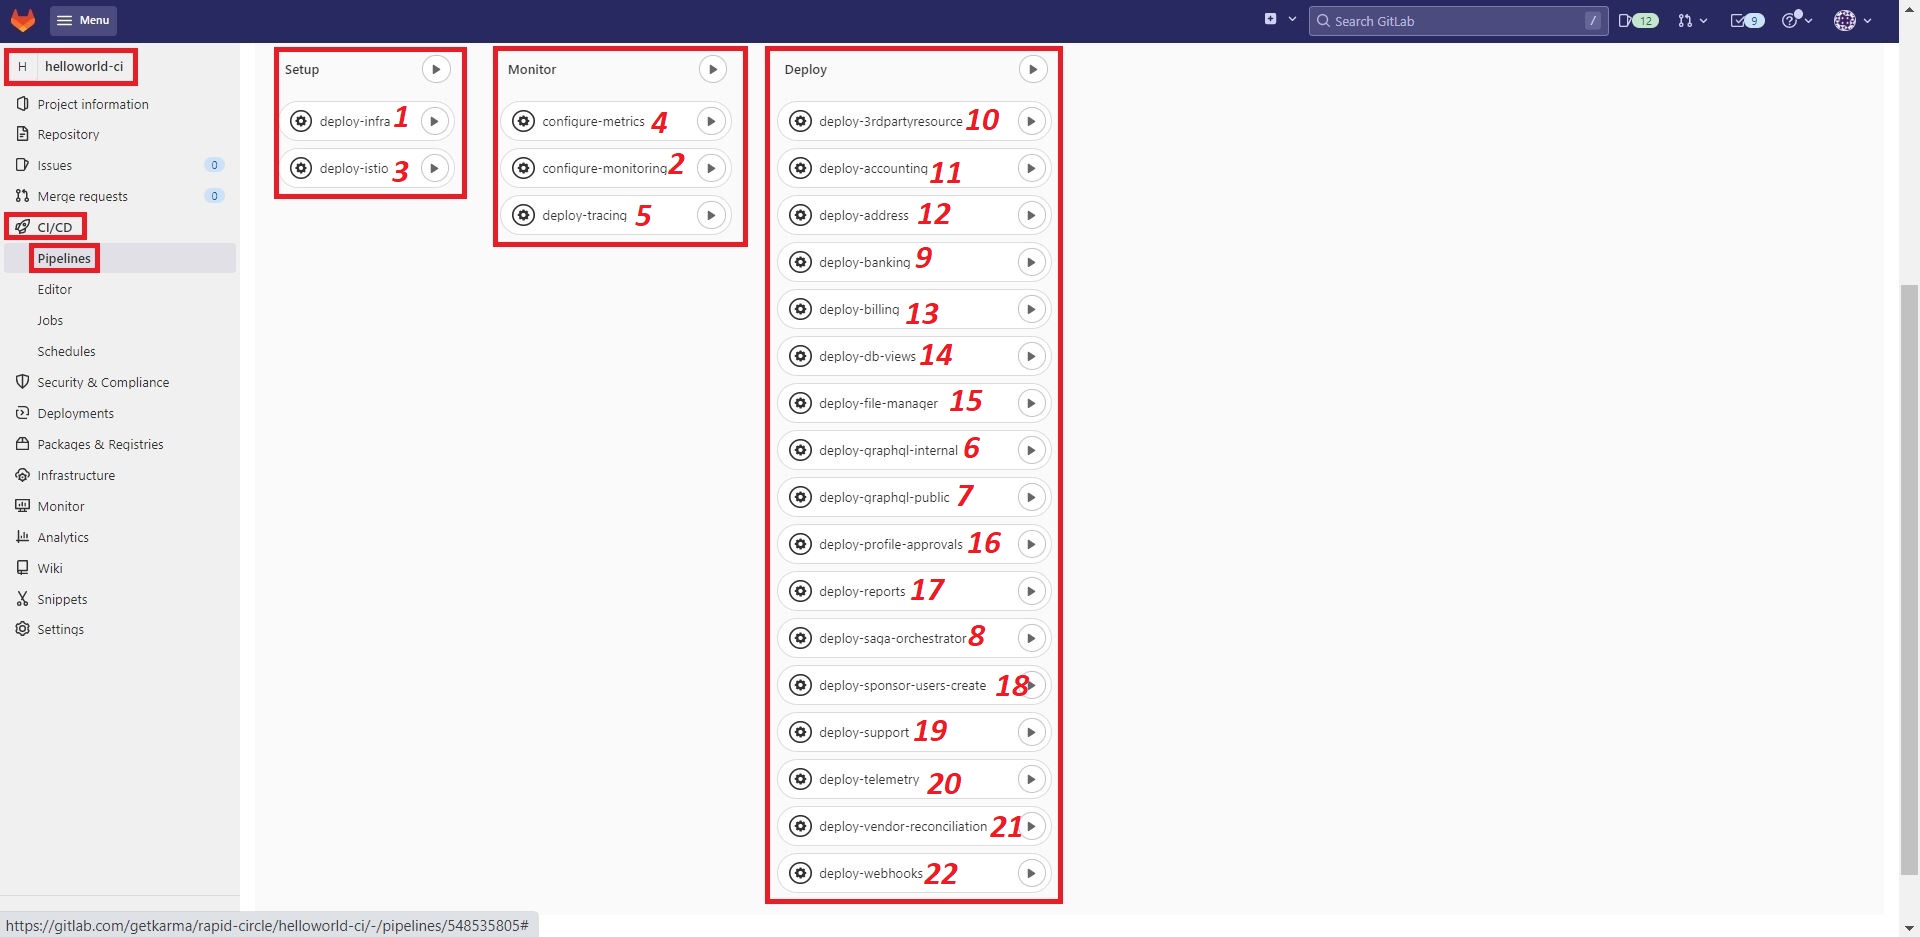 Menu
Search GitLab
/
12
9
H helloworld-ci
Project information
Repository
Issues 0
Merge requests 0
CI/CD
Pipelines
Editor
Jobs
Schedules
Security & Compliance
Deployments
Packages & Registries
Infrastructure
Monitor
Analytics
Wiki
Snippets
Settings
Setup
deploy-infra 1
deploy-istio 3
Monitor
configure-metrics 4
configure-monitoring 2
deploy-tracing 5
Deploy
deploy-3rdpartyresource 10
deploy-accounting 11
deploy-address 12
deploy-banking 9
deploy-billing 13
deploy-db-views 14
deploy-file-manager 15
deploy-graphql-internal 6
deploy-graphql-public 7
deploy-profile-approvals 16
deploy-reports 17
deploy-saga-orchestrator 8
deploy-sponsor-users-create 18
deploy-support 19
deploy-telemetry 20
deploy-vendor-reconciliation 21
deploy-webhooks 22
https://gitlab.com/getkarma/rapid-circle/helloworld-ci/-/pipelines/548535805#